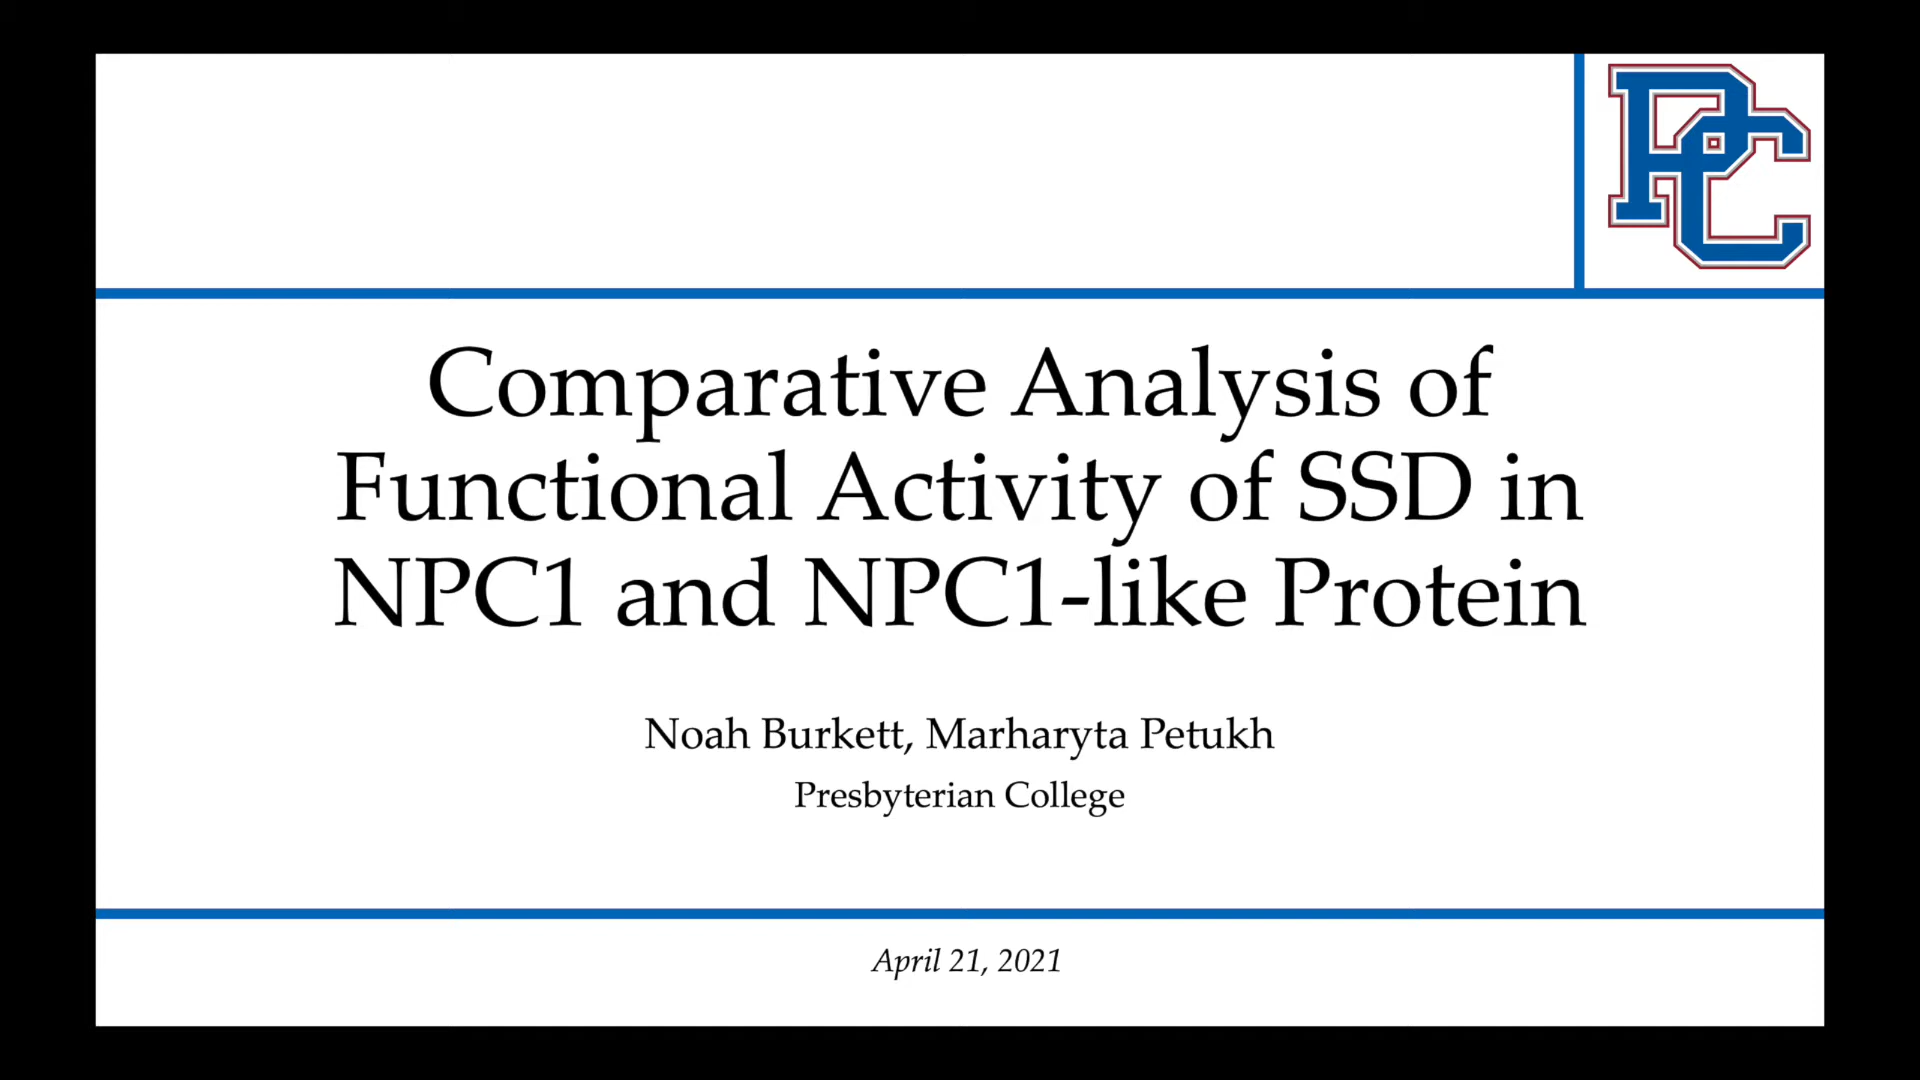 PC
Comparative Analysis of
Functional Activity of SSD in
NPC1 and NPC1-like Protein
Noah Burkett, Marharyta Petukh
Presbyterian College
April 21, 2021